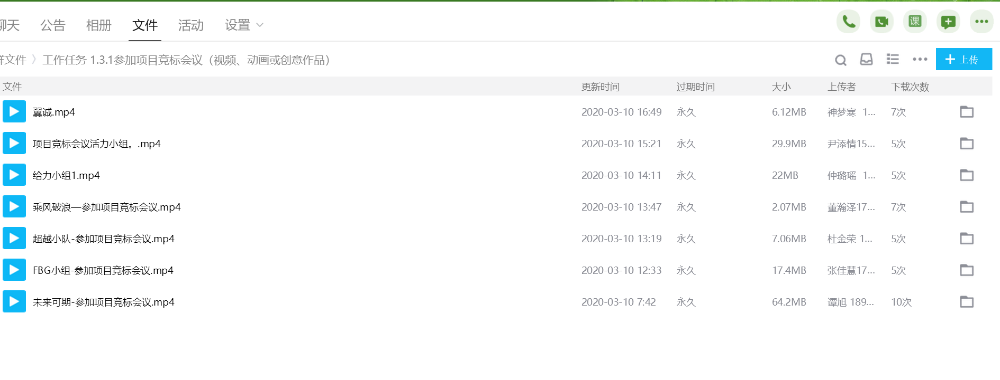 聊天 公告 相册 文件 活动 设置
课
群文件 〉工作任务 1.3.1参加项目竞标会议（视频、动画或创意作品）
上传
文件 更新时间 过期时间 大小 上传者 下载次数
翼诚.mp4 2020-03-10 16:49 永久 6.12MB 神梦寒 1... 7次
项目竞标会议活力小组。.mp4 2020-03-10 15:21 永久 29.9MB 尹添情15... 5次
给力小组1.mp4 2020-03-10 14:11 永久 22MB 仲璐瑶 1... 5次
乘风破浪—参加项目竞标会议.mp4 2020-03-10 13:47 永久 2.07MB 董瀚泽17... 7次
超越小队-参加项目竞标会议.mp4 2020-03-10 13:19 永久 7.06MB 杜金荣 1... 5次
FBG小组-参加项目竞标会议.mp4 2020-03-10 12:33 永久 17.4MB 张佳慧17... 5次
未来可期-参加项目竞标会议.mp4 2020-03-10 7:42 永久 64.2MB 谭旭 189... 10次